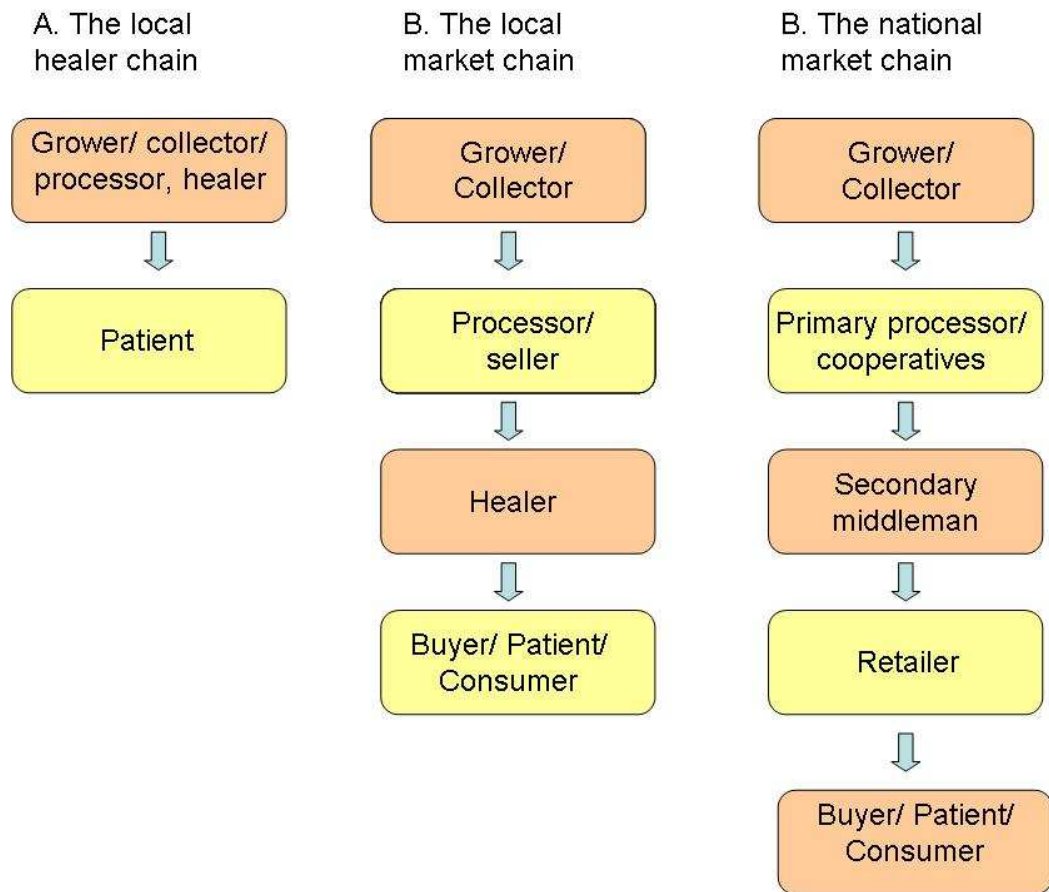 A. The local
healer chain
Grower/ collector/
processor, healer
Patient
B. The local
market chain
Grower/
Collector
Processor/
seller
Healer
Buyer/ Patient/
Consumer
B. The national
market chain
Grower/
Collector
Primary processor/
cooperatives
Secondary
middleman
Retailer
Buyer/ Patient/
Consumer